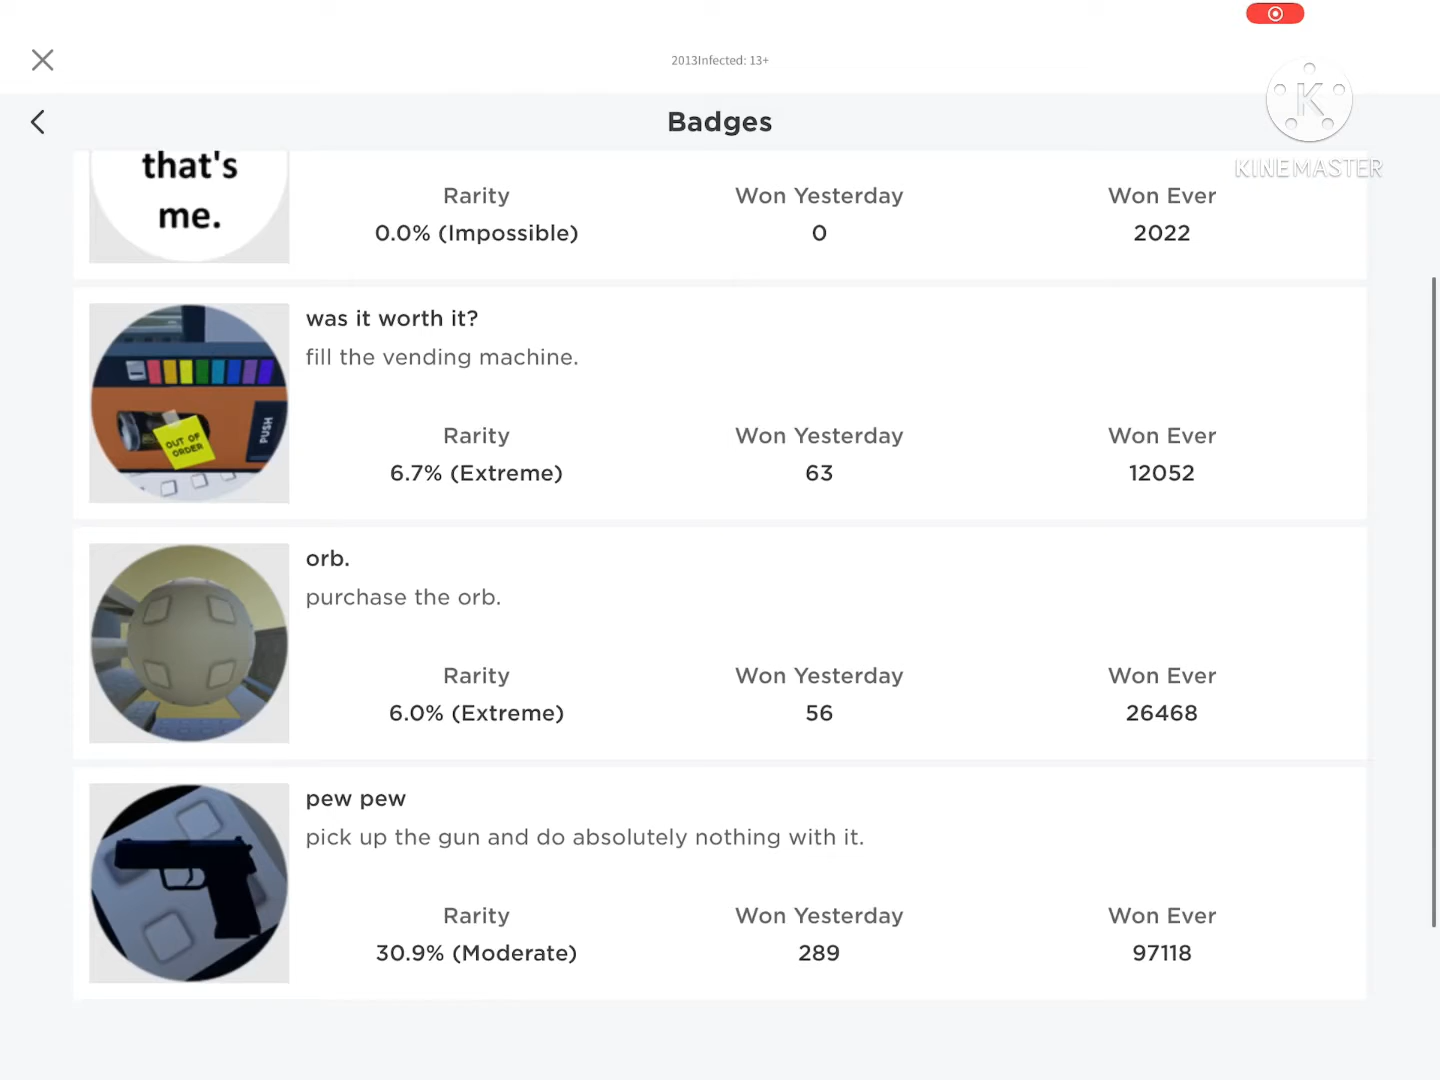 2013Infected: 13+
Badges
K
KINEMASTER
that's
me.
Rarity Won Yesterday Won Ever
0.0% (Impossible) 0 2022
was it worth it?
fill the vending machine.
OUT OF
ORDER
PUSH
Rarity Won Yesterday Won Ever
6.7% (Extreme) 63 12052
orb.
purchase the orb.
Rarity Won Yesterday Won Ever
6.0% (Extreme) 56 26468
pew pew
pick up the gun and do absolutely nothing with it.
Rarity Won Yesterday Won Ever
30.9% (Moderate) 289 97118